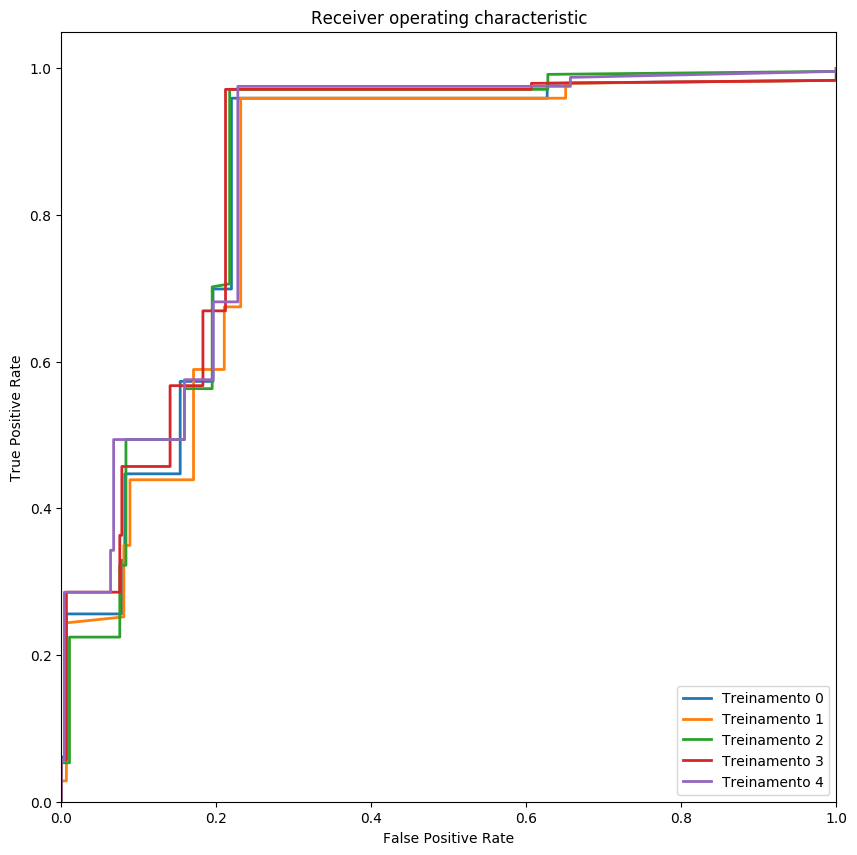 Receiver operating characteristic
True Positive Rate
1.0
0.8
0.6
0.4
0.2
0.0
0.0 0.2 0.4 0.6 0.8 1.0
False Positive Rate
Treinamento 0
Treinamento 1
Treinamento 2
Treinamento 3
Treinamento 4